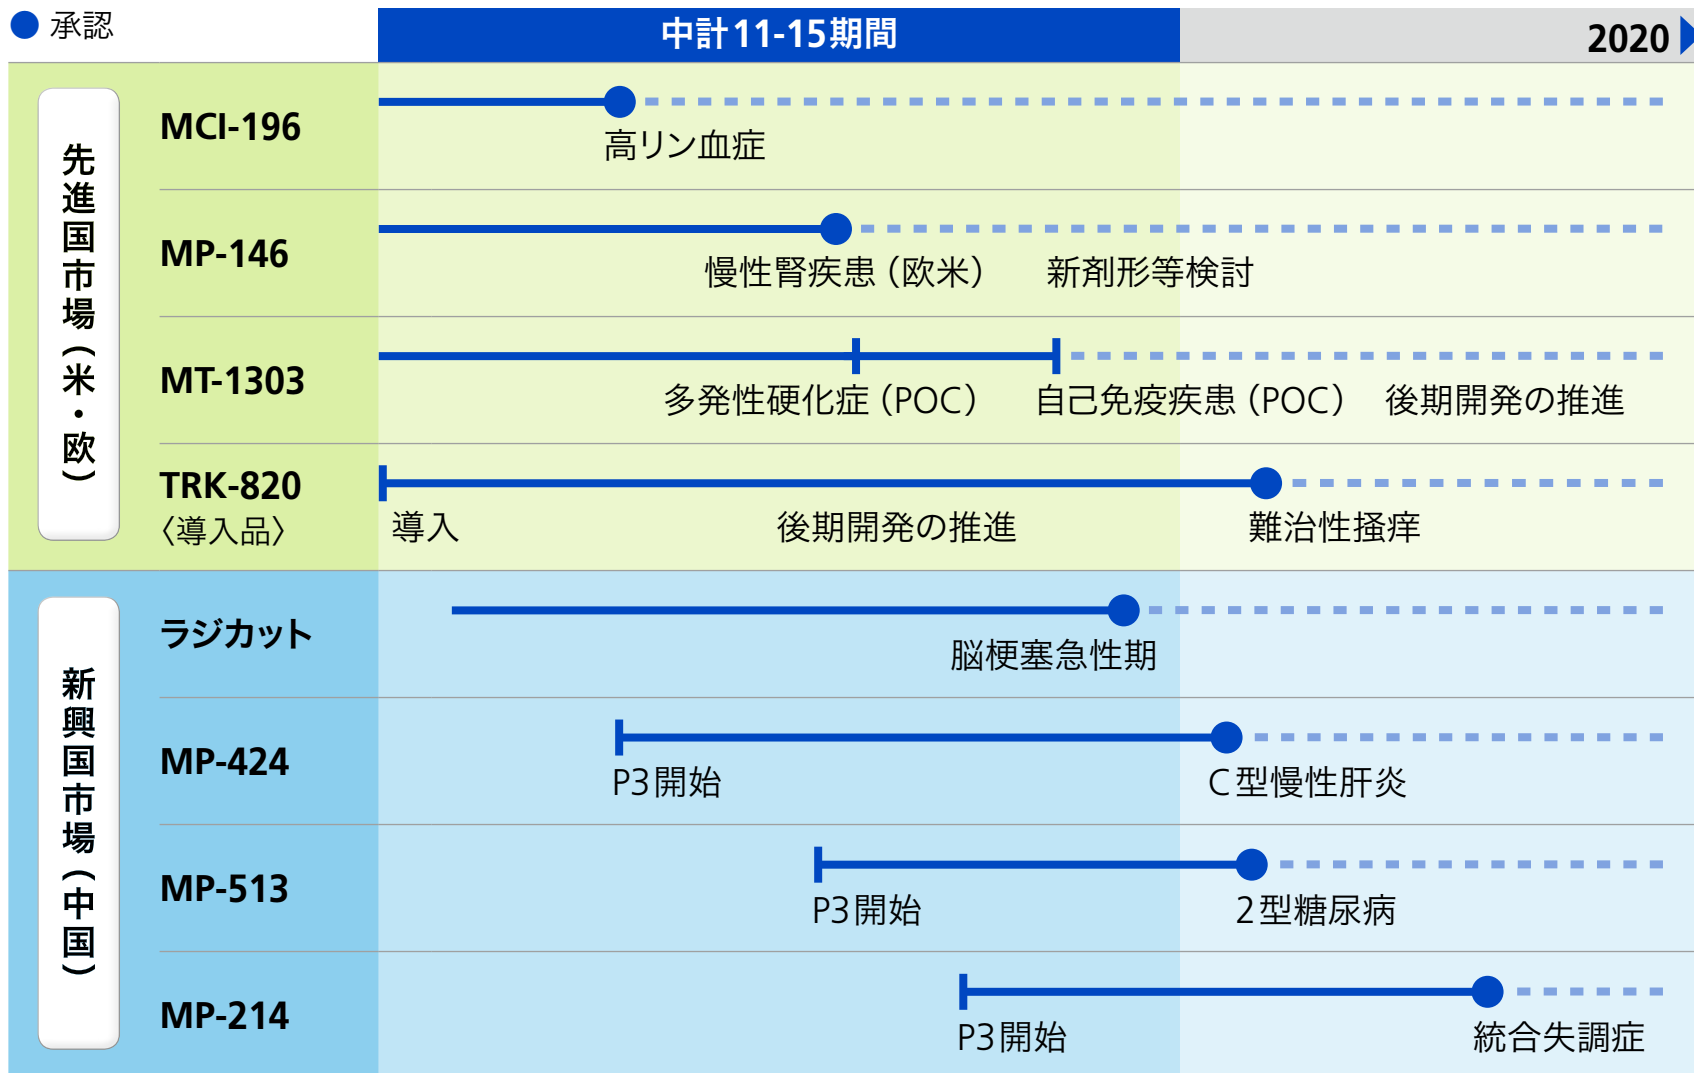 承認
中計11-15期間
2020
先進国市場(米・欧)
MCI-196
高リン血症
MP-146
慢性腎疾患(欧米)
新剤形等検討
MT-1303
多発性硬化症(POC)
自己免疫疾患(POC)
後期開発の推進
TRK-820
〈導入品〉
導入
後期開発の推進
難治性掻痒
新興国市場(中国)
ラジカット
脳梗塞急性期
MP-424
P3開始
C型慢性肝炎
MP-513
P3開始
2型糖尿病
MP-214
P3開始
統合失調症